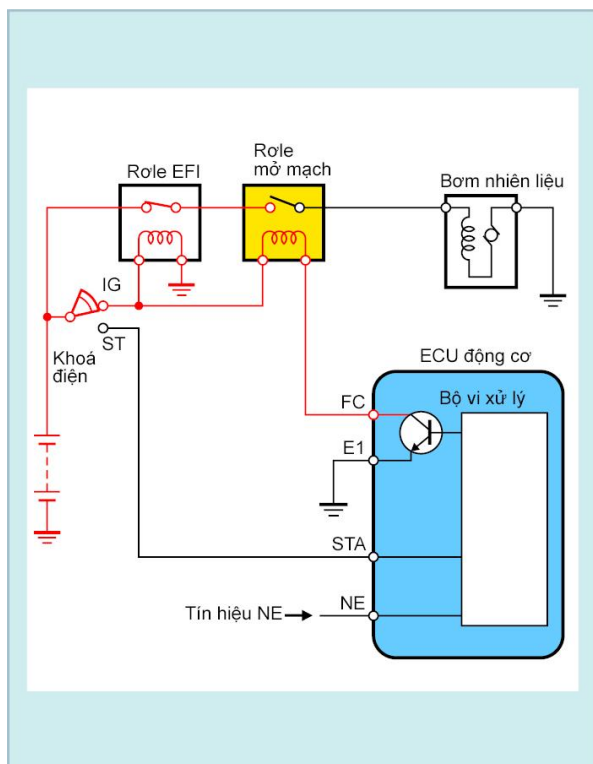 Rơle
mở mạch
Rơle EFI
Bơm nhiên liệu
IG
ST
Khoá
điện
ECU động cơ
Bộ vi xử lý
FC
E1
STA
NE
Tín hiệu NE